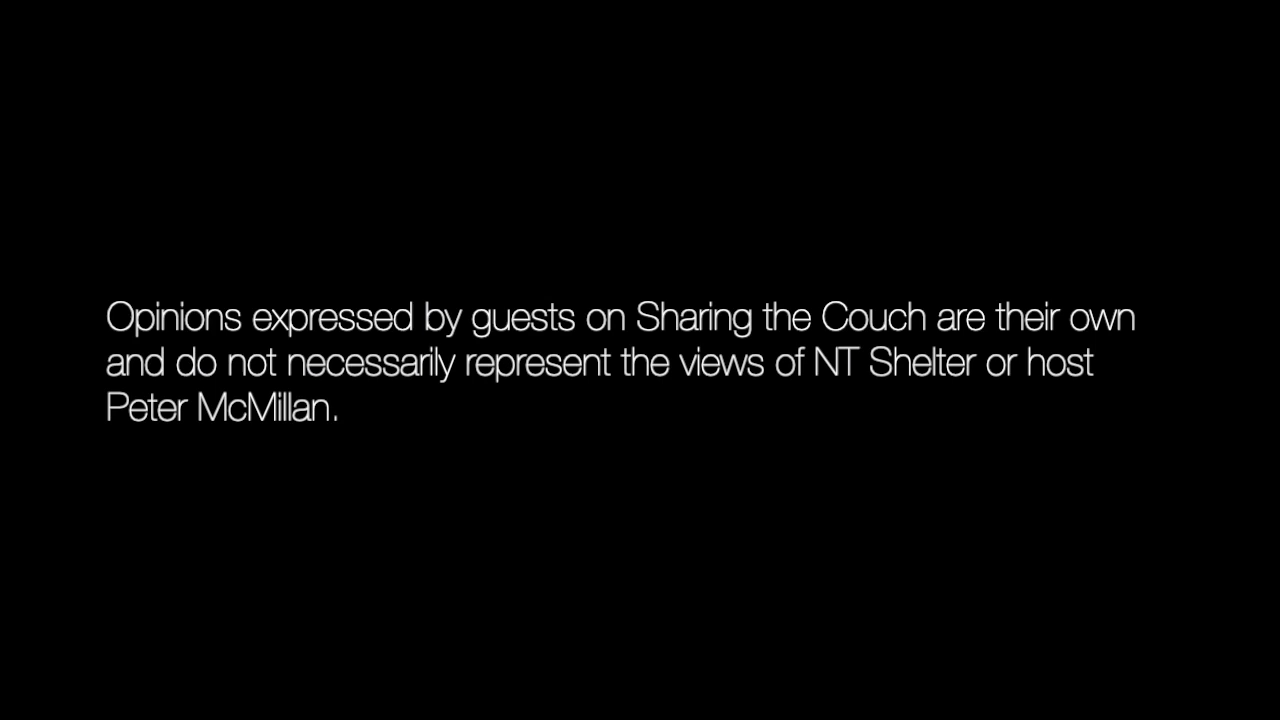 Opinions expressed by guests on Sharing the Couch are their own
and do not necessarily represent the views of NT Shelter or host
Peter McMillan.